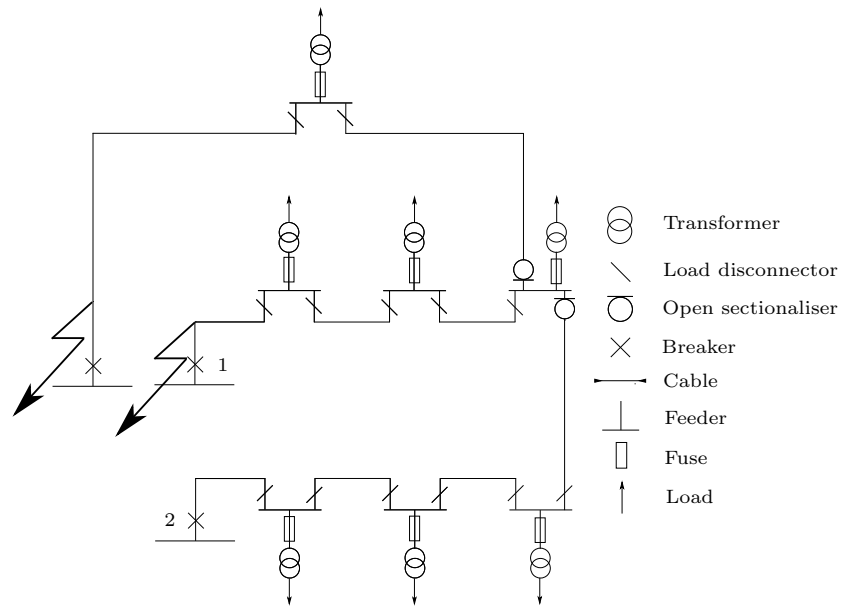 Transformer
Load disconnector
Open sectionaliser
Breaker
1
Cable
Feeder
Fuse
Load
2